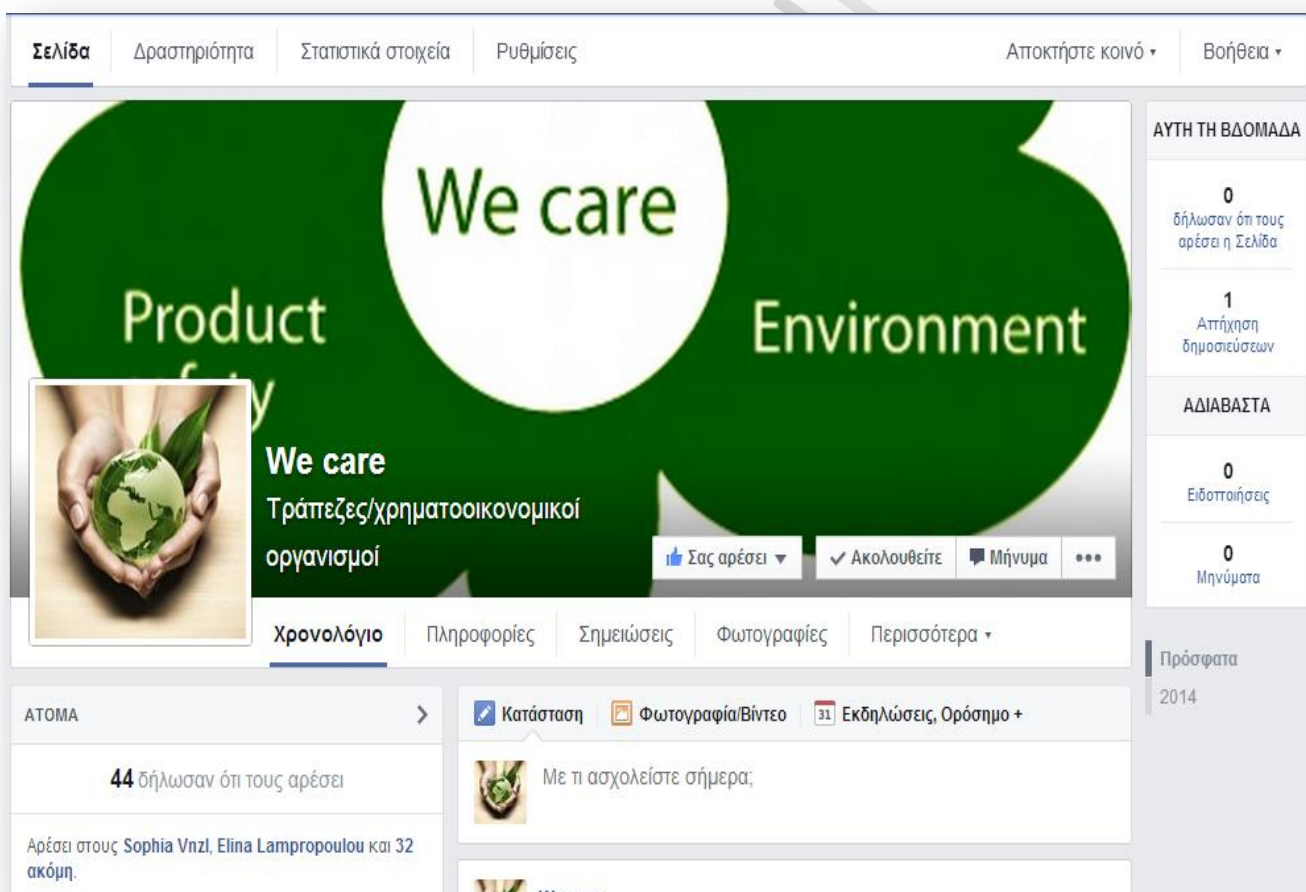 Σελίδα Δραστηριότητα Στατιστικά στοιχεία Ρυθμίσεις Αποκτήστε κοινό Βοήθεια
We care
Product
Environment
We care
Τράπεζες/χρηματοοικονομικοί
οργανισμοί
Σας αρέσει Ακολουθείτε Μήνυμα •••
Χρονολόγιο Πληροφορίες Σημειώσεις Φωτογραφίες Περισσότερα
ΑΥΤΗ ΤΗ ΒΔΟΜΑΔΑ
0
δήλωσαν ότι τους
αρέσει η Σελίδα
1
Απήχηση
δημοσιεύσεων
ΑΔΙΑΒΑΣΤΑ
0
Ειδοποιήσεις
0
Μηνύματα
Πρόσφατα
2014
ΑΤΟΜΑ
44 δήλωσαν ότι τους αρέσει
Αρέσει στους Sophia Vnzl, Elina Lampropoulou και 32
ακόμη.
Κατάσταση Φωτογραφία/Βίντεο 31 Εκδηλώσεις, Ορόσημο +
Με τι ασχολείστε σήμερα;